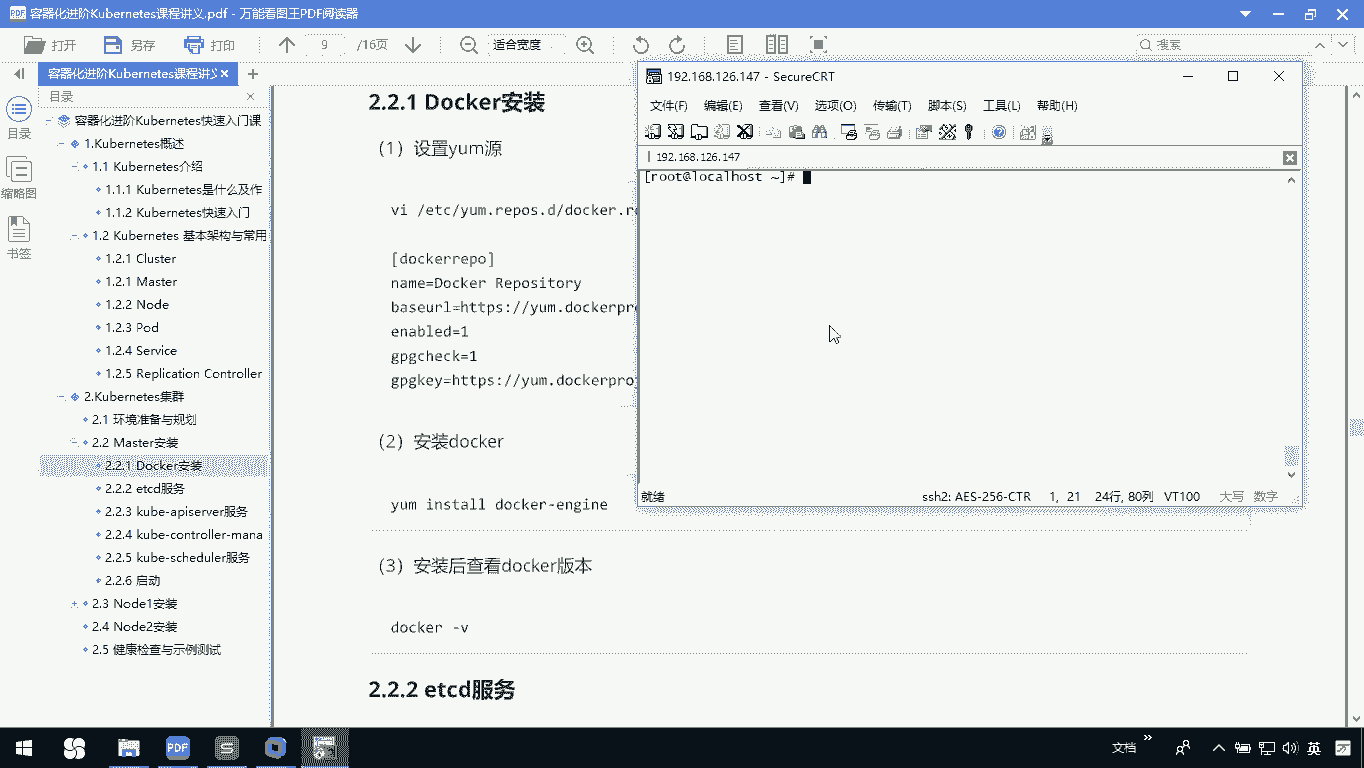 容器化进阶Kubernetes课程讲义.pdf - 万能看图王PDF阅读器
打开
另存
打印
9
/16页
适合宽度
搜索
容器化进阶Kubernetes课程讲义
目录
目录
缩略图
书签
容器化进阶Kubernetes快速入门课
1.Kubernetes概述
1.1 Kubernetes介绍
1.1.1 Kubernetes是什么及作
1.1.2 Kubernetes快速入门
1.2 Kubernetes 基本架构与常用
1.2.1 Cluster
1.2.1 Master
1.2.2 Node
1.2.3 Pod
1.2.4 Service
1.2.5 Replication Controller
2.Kubernetes集群
2.1 环境准备与规划
2.2 Master安装
2.2.1 Docker安装
2.2.2 etcd服务
2.2.3 kube-apiserver服务
2.2.4 kube-controller-mana
2.2.5 kube-scheduler服务
2.2.6 启动
2.3 Node1安装
2.4 Node2安装
2.5 健康检查与示例测试
2.2.1 Docker安装
（1）设置yum源
vi /etc/yum.repos.d/docker.re
[dockerrepo]
name=Docker Repository
baseurl=https://yum.dockerpro
enabled=1
gpgcheck=1
gpgkey=https://yum.dockerproj
（2）安装docker
yum install docker-engine
（3）安装后查看docker版本
docker -v
2.2.2 etcd服务
192.168.126.147 - SecureCRT
文件(F)
编辑(E)
查看(V)
选项(O)
传输(T)
脚本(S)
工具(L)
帮助(H)
192.168.126.147
[root@localhost ~]#
就绪
ssh2: AES-256-CTR
1, 21
24行, 80列
VT100
大写
数字
文档
英